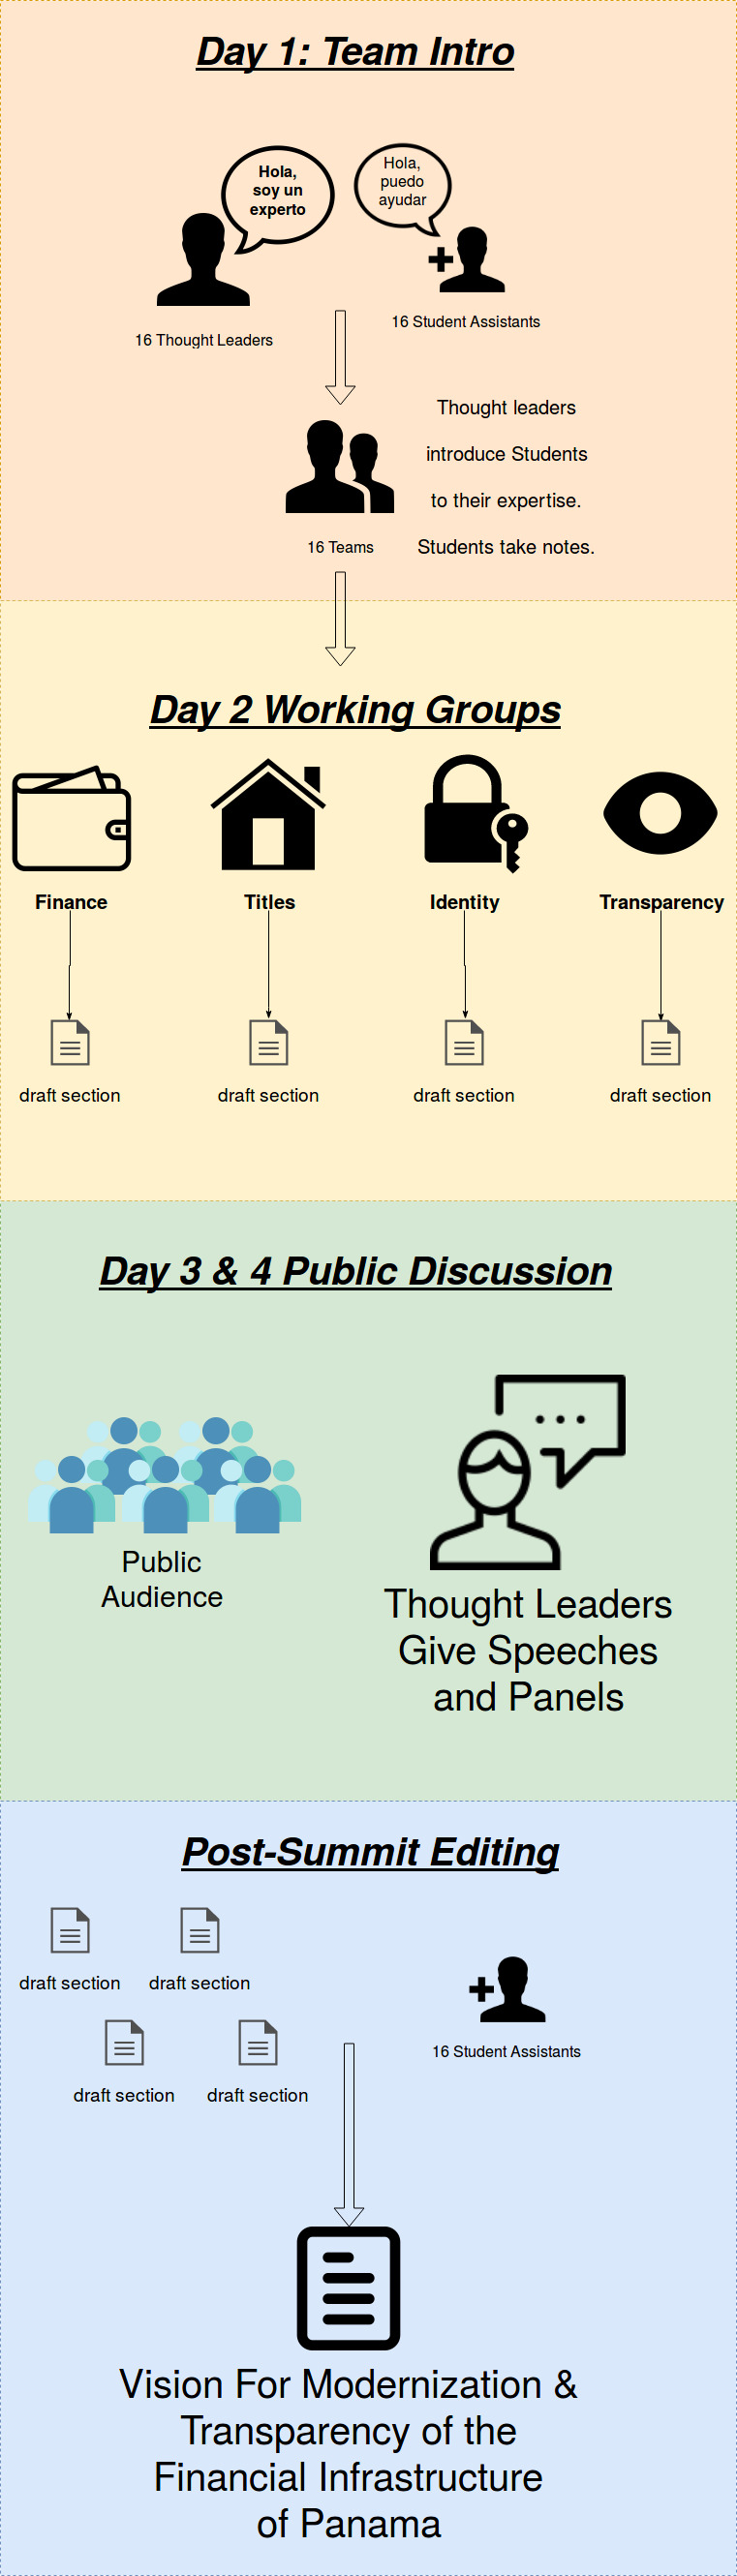 Day 1: Team Intro
Hola,
soy un
experto
Hola,
puedo
ayudar
16 Thought Leaders
16 Student Assistants
Thought leaders
introduce Students
to their expertise.
Students take notes.
16 Teams
Day 2 Working Groups
Finance
Titles
Identity
Transparency
draft section
draft section
draft section
draft section
Day 3 & 4 Public Discussion
Public
Audience
Thought Leaders
Give Speeches
and Panels
Post-Summit Editing
draft section
draft section
16 Student Assistants
draft section
draft section
Vision For Modernization &
Transparency of the
Financial Infrastructure
of Panama